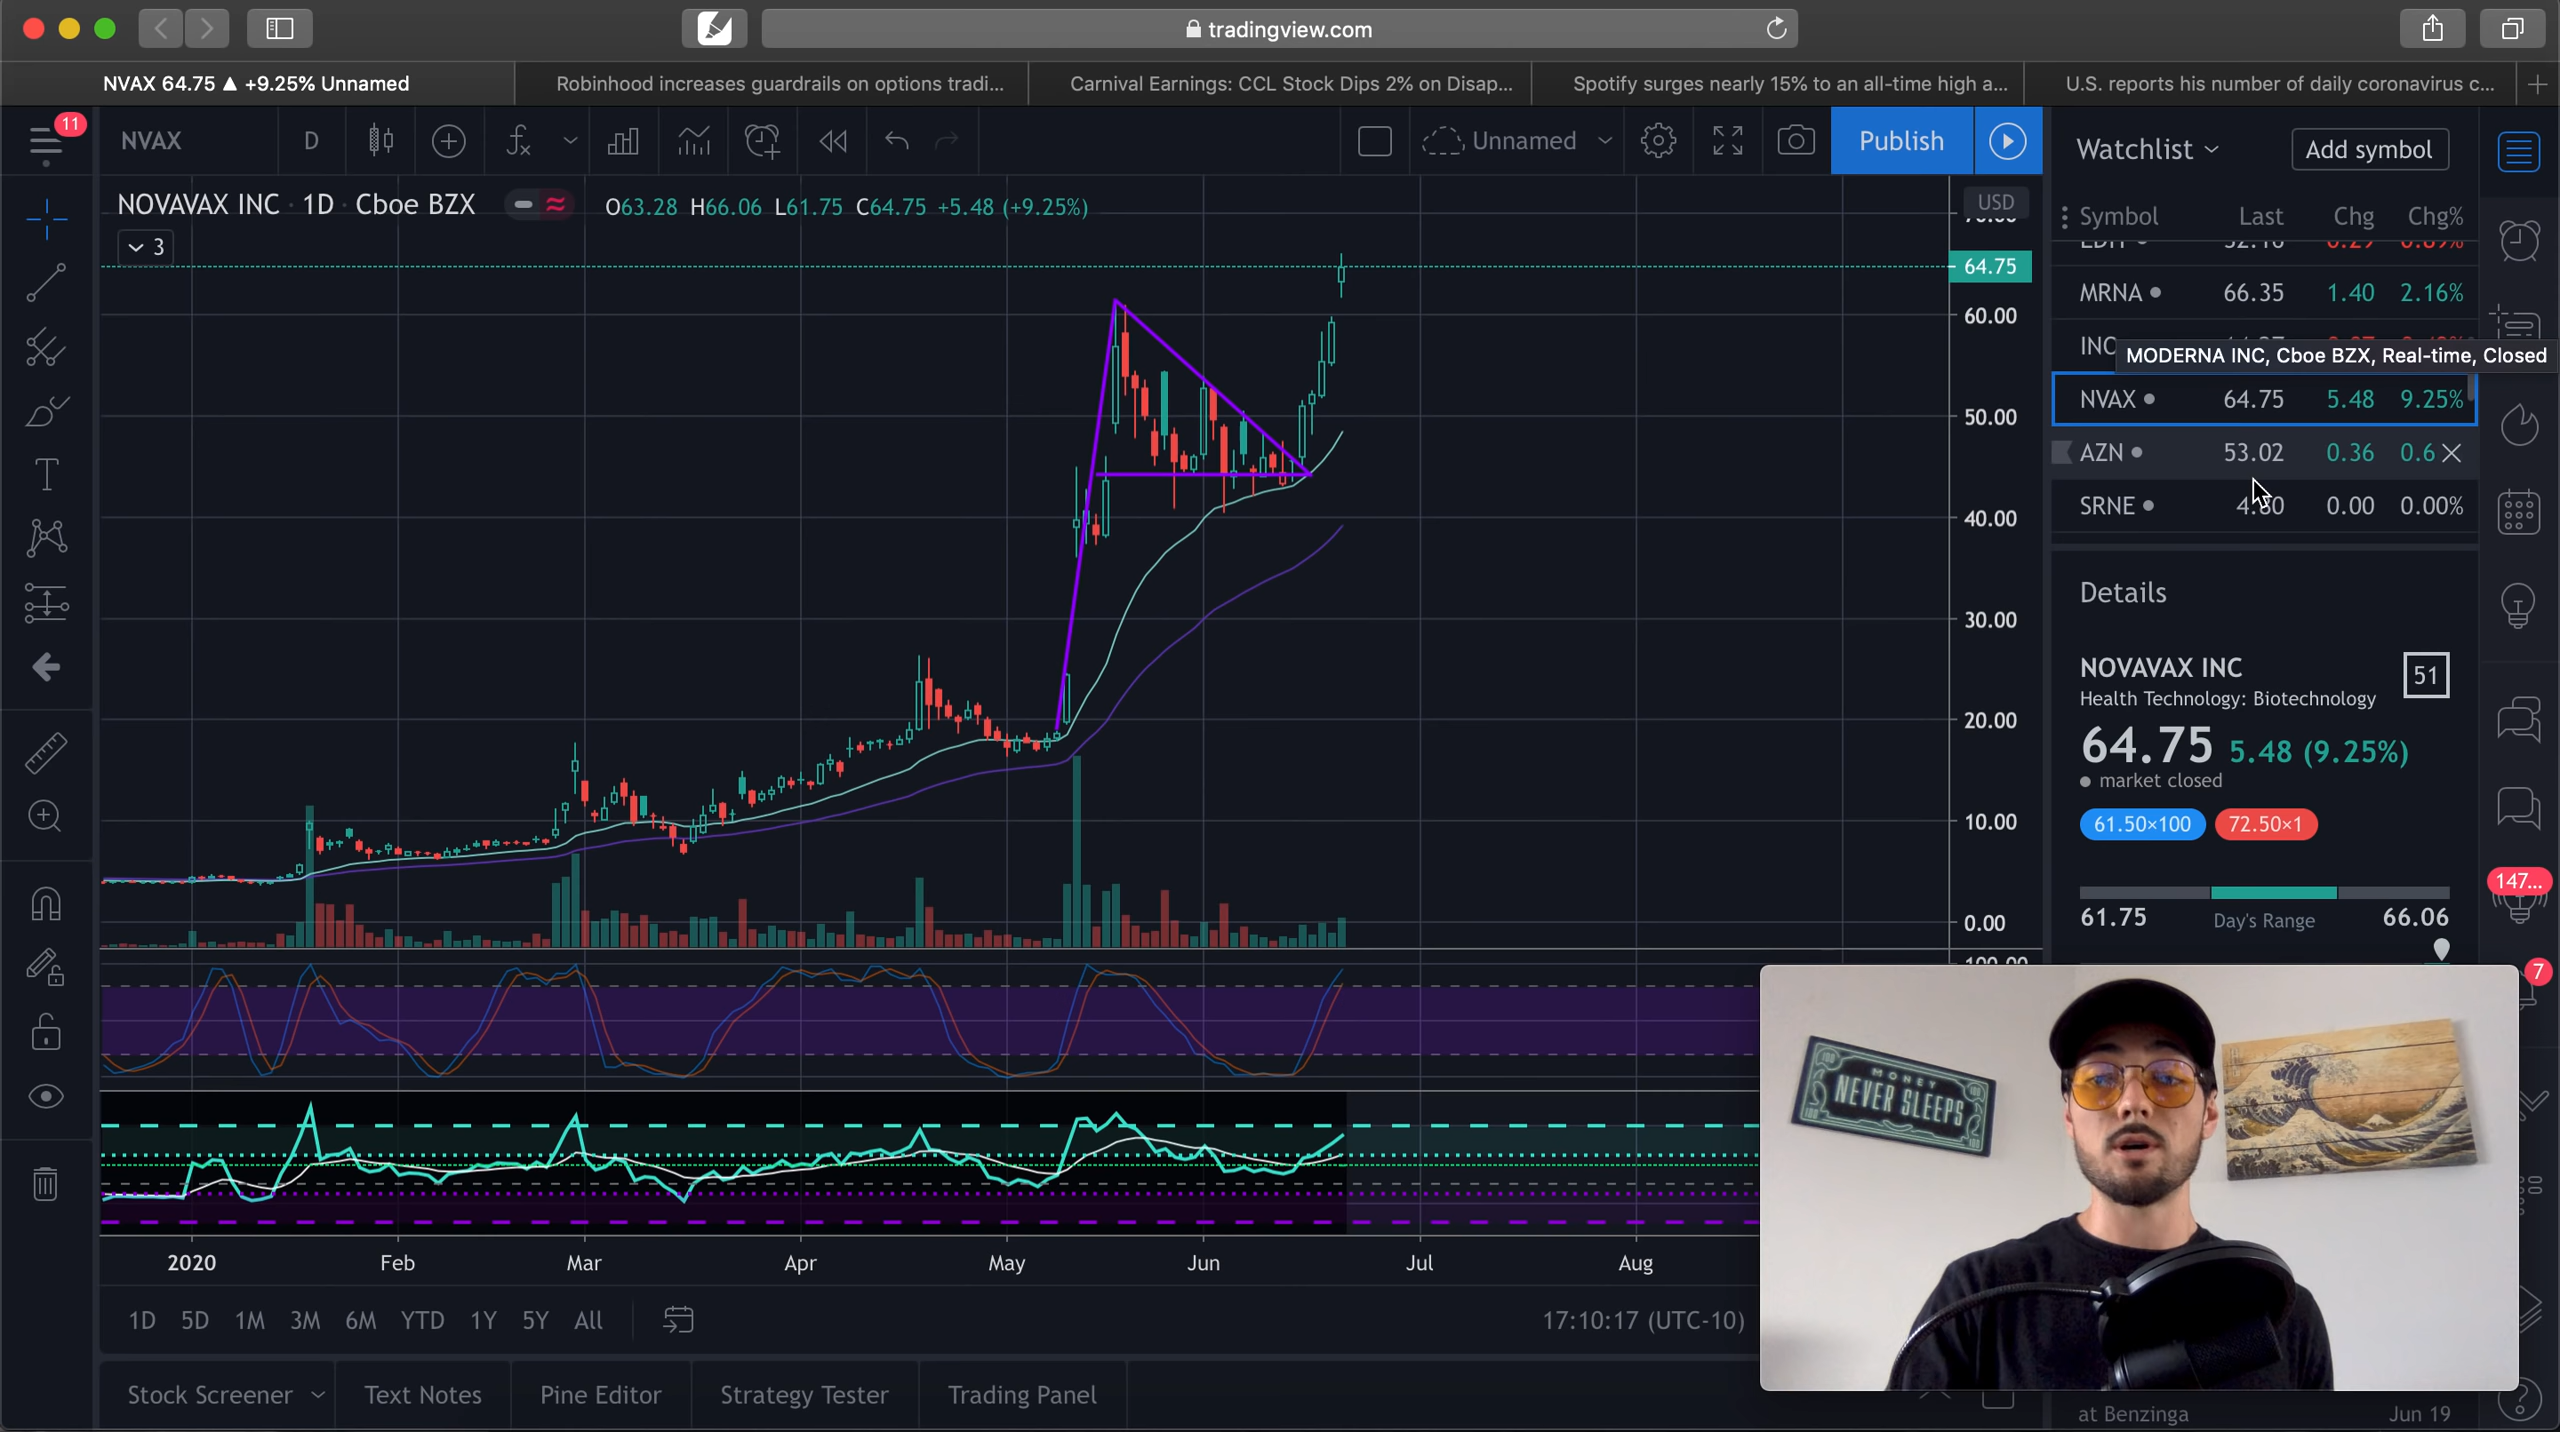 tradingview.com
NVAX 64.75 ▲ +9.25% Unnamed
Robinhood increases guardrails on options tradi...
Carnival Earnings: CCL Stock Dips 2% on Disap...
Spotify surges nearly 15% to an all-time high a...
U.S. reports his number of daily coronavirus c...
11
NVAX
D
Unnamed
Publish
Watchlist
Add symbol
NOVAVAX INC · 1D · Cboe BZX
O63.28 H66.06 L61.75 C64.75 +5.48 (+9.25%)
3
USD
70.00
64.75
60.00
50.00
40.00
30.00
20.00
10.00
0.00
100.00
Symbol Last Chg Chg%
MRNA 66.35 1.40 2.16%
MODERNA INC, Cboe BZX, Real-time, Closed
NVAX 64.75 5.48 9.25%
AZN 53.02 0.36 0.6
SRNE 0.00 0.00%
Details
NOVAVAX INC
51
Health Technology: Biotechnology
64.75 5.48 (9.25%)
market closed
61.50×100 72.50×1
61.75 Day's Range 66.06
147...
7
MONEY
NEVER SLEEPS
100
2020 Feb Mar Apr May Jun Jul Aug
1D 5D 1M 3M 6M YTD 1Y 5Y All
17:10:17 (UTC-10)
Stock Screener
Text Notes
Pine Editor
Strategy Tester
Trading Panel
at Benzinga
Jun 19